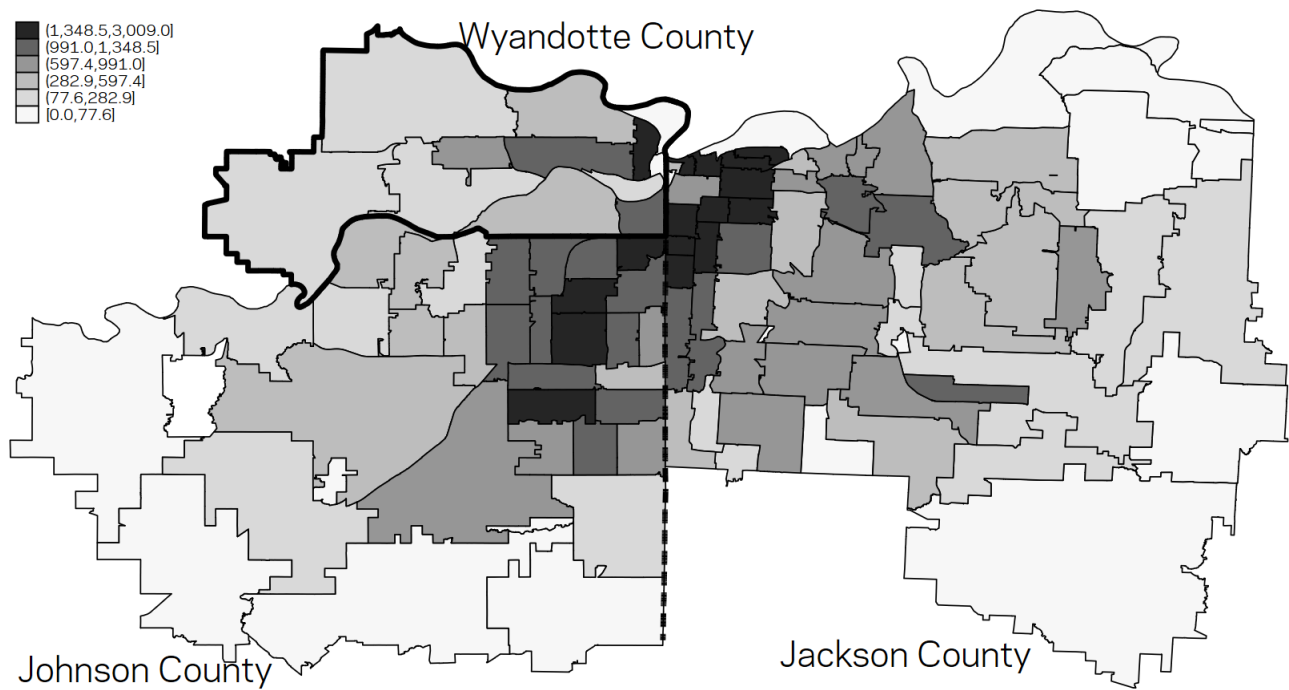 Wyandotte County
(1,348.5,3,009.0]
(991.0,1,348.5]
(597.4,991.0]
(282.9,597.4]
(77.6,282.9]
[0.0,77.6]
Johnson County
Jackson County